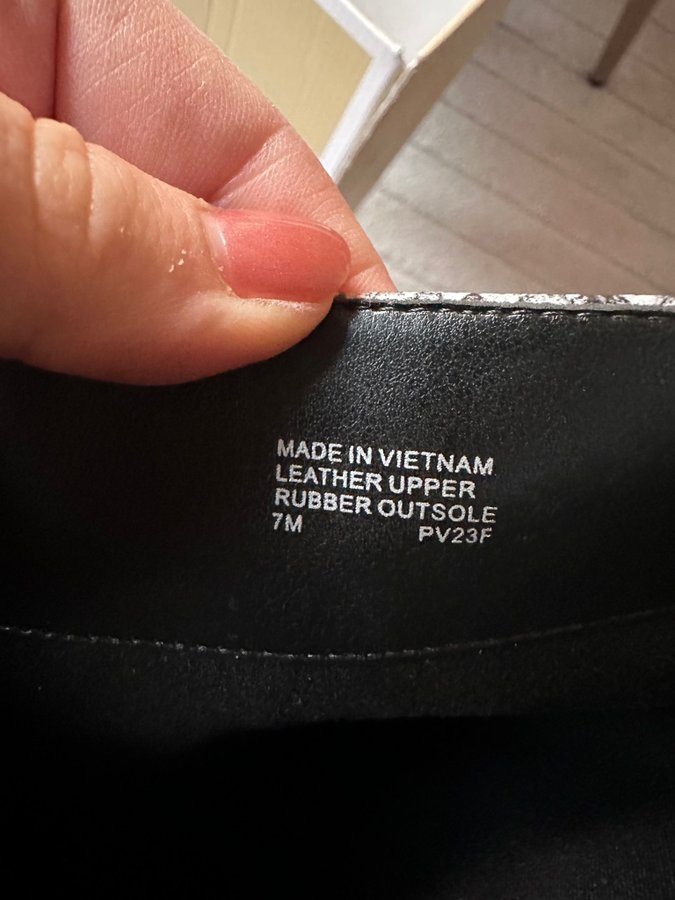 MADE IN VIETNAM
LEATHER UPPER
RUBBER OUTSOLE
7M PV23F